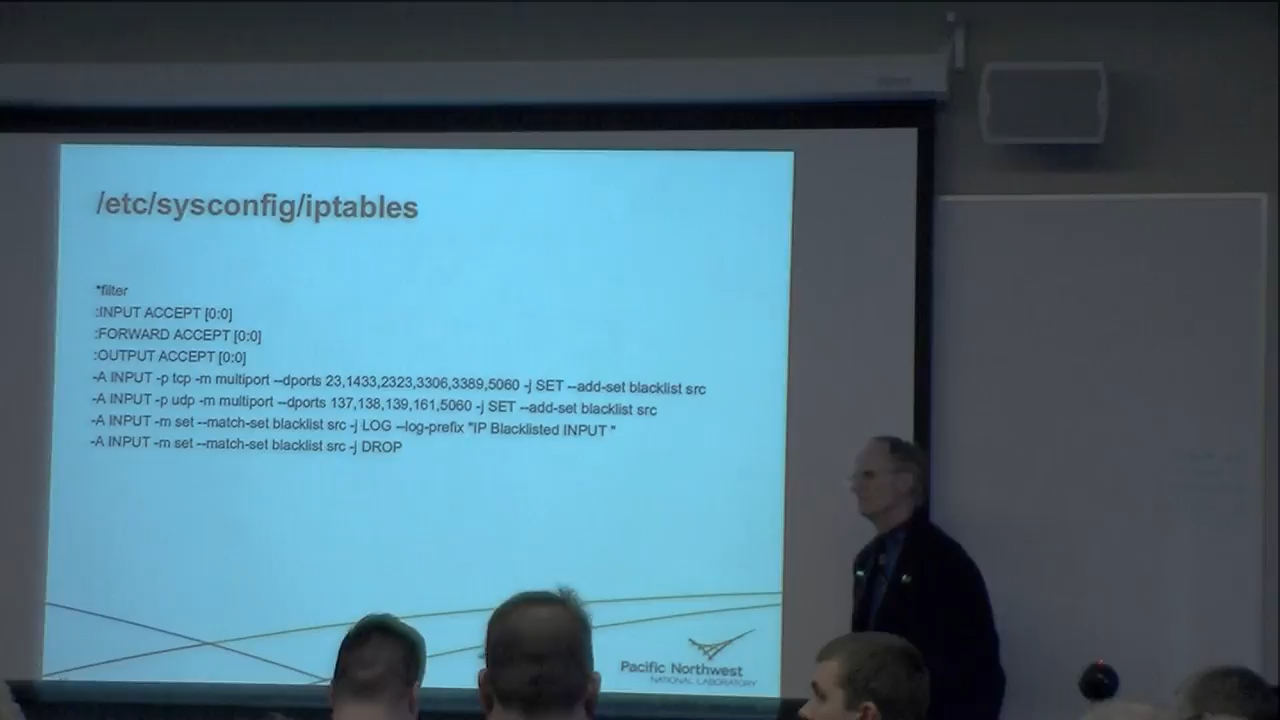 /etc/sysconfig/iptables
*filter
:INPUT ACCEPT [0:0]
:FORWARD ACCEPT [0:0]
:OUTPUT ACCEPT [0:0]
-A INPUT -p tcp -m multiport --dports 23,1433,2323,3306,3389,5060 -j SET --add-set blacklist src
-A INPUT -p udp -m multiport --dports 137,138,139,161,5060 -j SET --add-set blacklist src
-A INPUT -m set --match-set blacklist src -j LOG --log-prefix "IP Blacklisted INPUT "
-A INPUT -m set --match-set blacklist src -j DROP
Pacific Northwest
NATIONAL LABORATORY